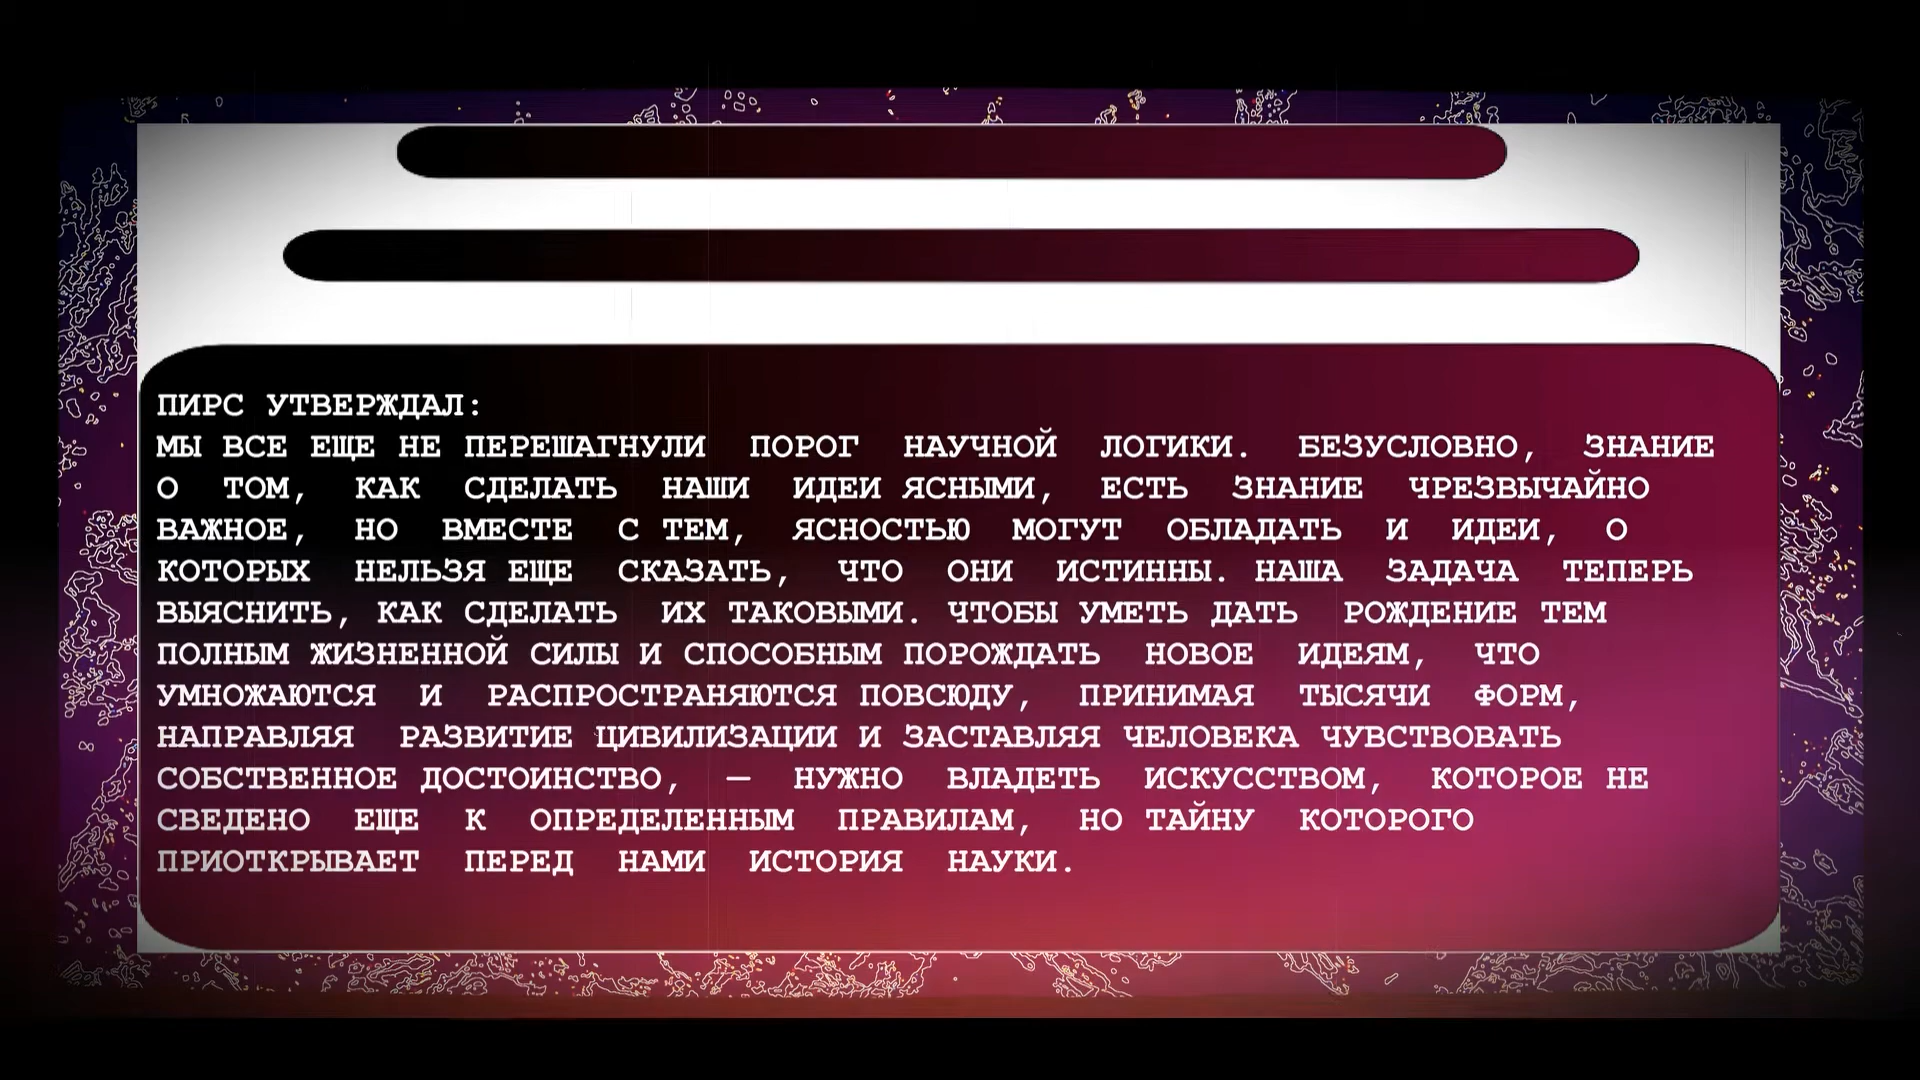 ПИРС УТВЕРЖДАЛ:
МЫ ВСЕ ЕЩЕ НЕ ПЕРЕШАГНУЛИ ПОРОГ НАУЧНОЙ ЛОГИКИ. БЕЗУСЛОВНО, ЗНАНИЕ
О ТОМ, КАК СДЕЛАТЬ НАШИ ИДЕИ ЯСНЫМИ, ЕСТЬ ЗНАНИЕ ЧРЕЗВЫЧАЙНО
ВАЖНОЕ, НО ВМЕСТЕ С ТЕМ, ЯСНОСТЬЮ МОГУТ ОБЛАДАТЬ И ИДЕИ, О
КОТОРЫХ НЕЛЬЗЯ ЕЩЕ СКАЗАТЬ, ЧТО ОНИ ИСТИННЫ. НАША ЗАДАЧА ТЕПЕРЬ
ВЫЯСНИТЬ, КАК СДЕЛАТЬ ИХ ТАКОВЫМИ. ЧТОБЫ УМЕТЬ ДАТЬ РОЖДЕНИЕ ТЕМ
ПОЛНЫМ ЖИЗНЕННОЙ СИЛЫ И СПОСОБНЫМ ПОРОЖДАТЬ НОВОЕ ИДЕЯМ, ЧТО
УМНОЖАЮТСЯ И РАСПРОСТРАНЯЮТСЯ ПОВСЮДУ, ПРИНИМАЯ ТЫСЯЧИ ФОРМ,
НАПРАВЛЯЯ РАЗВИТИЕ ЦИВИЛИЗАЦИИ И ЗАСТАВЛЯЯ ЧЕЛОВЕКА ЧУВСТВОВАТЬ
СОБСТВЕННОЕ ДОСТОИНСТВО, — НУЖНО ВЛАДЕТЬ ИСКУССТВОМ, КОТОРОЕ НЕ
СВЕДЕНО ЕЩЕ К ОПРЕДЕЛЕННЫМ ПРАВИЛАМ, НО ТАЙНУ КОТОРОГО
ПРИОТКРЫВАЕТ ПЕРЕД НАМИ ИСТОРИЯ НАУКИ.